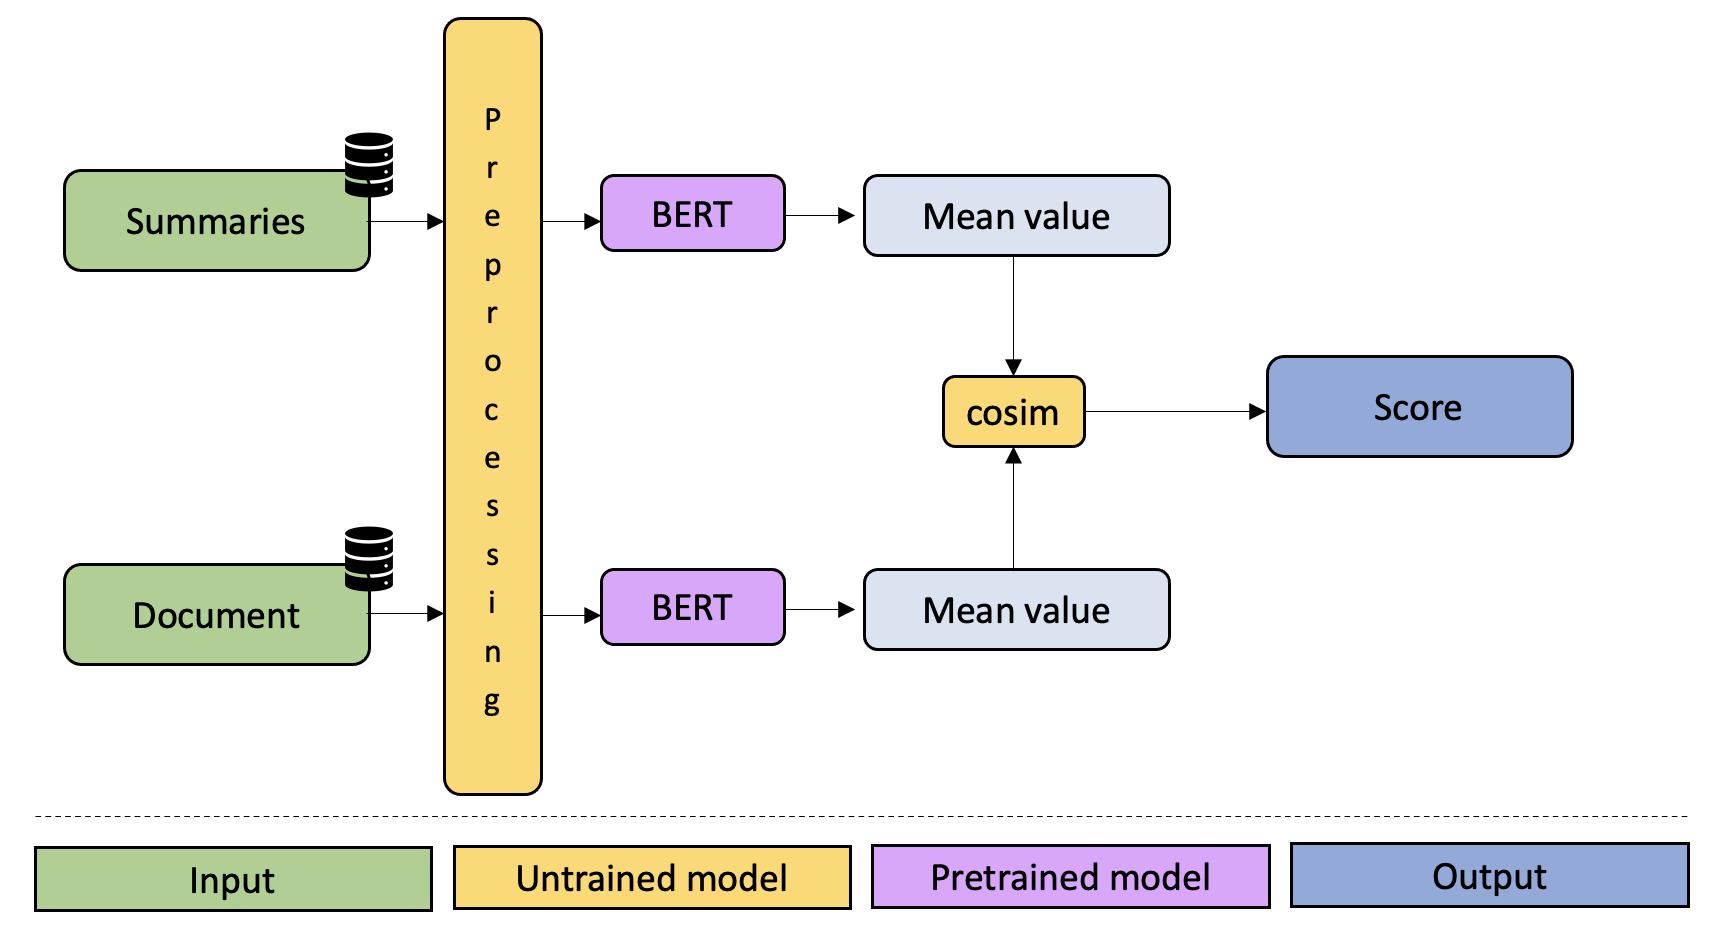 Summaries
Preprocessing
BERT
Mean value
cosim
Score
Document
BERT
Mean value
Input
Untrained model
Pretrained model
Output